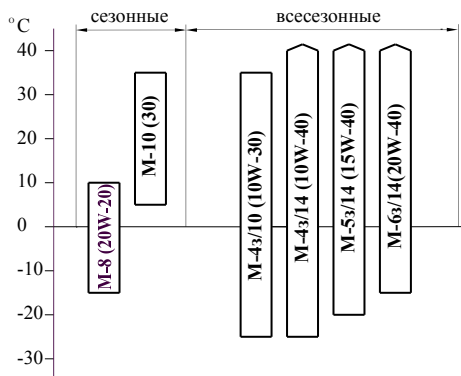 °C
сезонные
всесезонные
40
30
20
10
0
-10
-20
-30
М-8 (20W-20)
М-10 (30)
М-4з/10 (10W-30)
М-4з/14 (10W-40)
М-5з/14 (15W-40)
М-6з/14(20W-40)